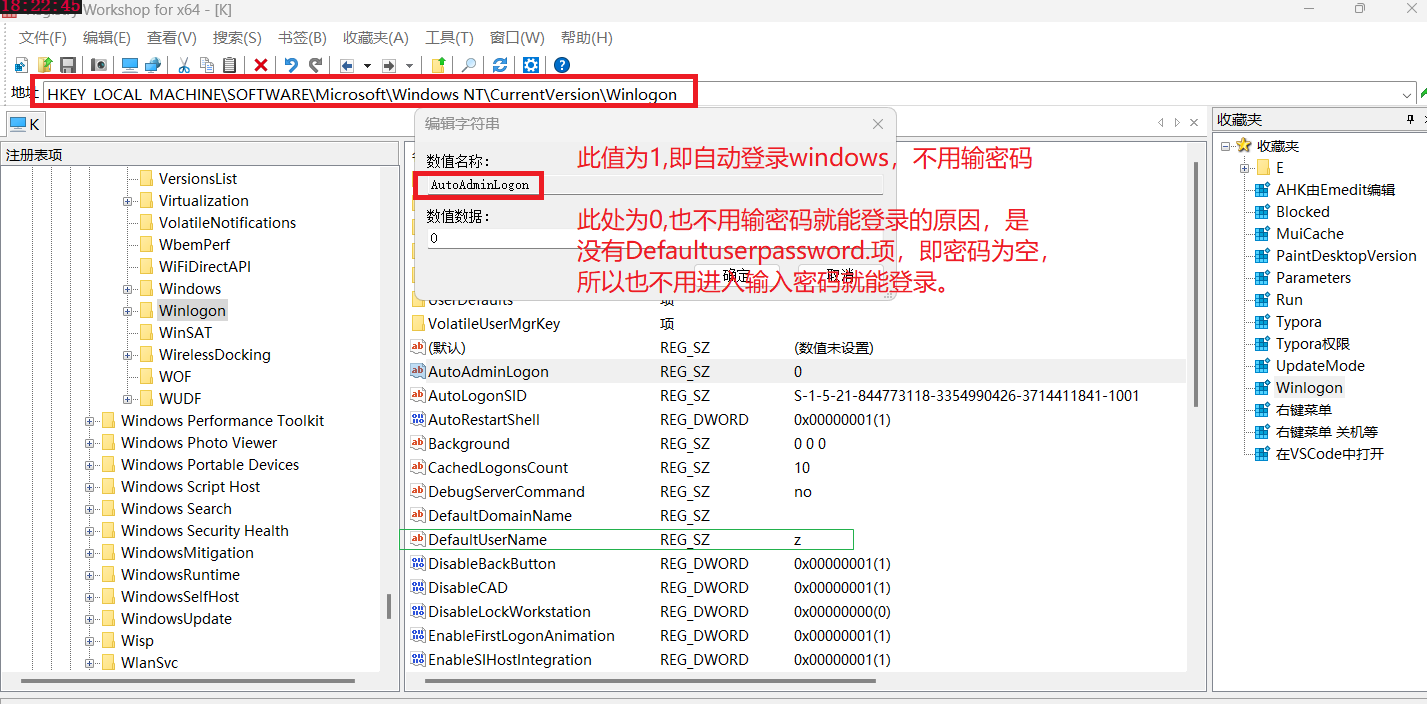 18:22:45
Workshop for x64 - [K]
文件(F) 编辑(E) 查看(V) 搜索(S) 书签(B) 收藏夹(A) 工具(T) 窗口(W) 帮助(H)
地址 HKEY_LOCAL_MACHINE\SOFTWARE\Microsoft\Windows NT\CurrentVersion\Winlogon
K
注册表项
VersionsList
Virtualization
VolatileNotifications
WbemPerf
WiFiDirectAPI
Windows
Winlogon
WinSAT
WirelessDocking
WOF
WUDF
Windows Performance Toolkit
Windows Photo Viewer
Windows Portable Devices
Windows Script Host
Windows Search
Windows Security Health
WindowsMitigation
WindowsRuntime
WindowsSelfHost
WindowsUpdate
Wisp
WlanSvc
编辑字符串
数值名称:
AutoAdminLogon
数值数据:
0
确定 取消
此值为1,即自动登录windows，不用输密码
此处为0,也不用输密码就能登录的原因，是
没有Defaultuserpassword.项，即密码为空，
所以也不用进入输入密码就能登录。
UserDefaults 项
VolatileUserMgrKey 项
(默认) REG_SZ (数值未设置)
AutoAdminLogon REG_SZ 0
AutoLogonSID REG_SZ S-1-5-21-844773118-3354990426-3714411841-1001
AutoRestartShell REG_DWORD 0x00000001(1)
Background REG_SZ 0 0 0
CachedLogonsCount REG_SZ 10
DebugServerCommand REG_SZ no
DefaultDomainName REG_SZ
DefaultUserName REG_SZ z
DisableBackButton REG_DWORD 0x00000001(1)
DisableCAD REG_DWORD 0x00000001(1)
DisableLockWorkstation REG_DWORD 0x00000000(0)
EnableFirstLogonAnimation REG_DWORD 0x00000001(1)
EnableSIHostIntegration REG_DWORD 0x00000001(1)
收藏夹
收藏夹
E
AHK由Emedit编辑
Blocked
MuiCache
PaintDesktopVersion
Parameters
Run
Typora
Typora权限
UpdateMode
Winlogon
右键菜单
右键菜单 关机等
在VSCode中打开